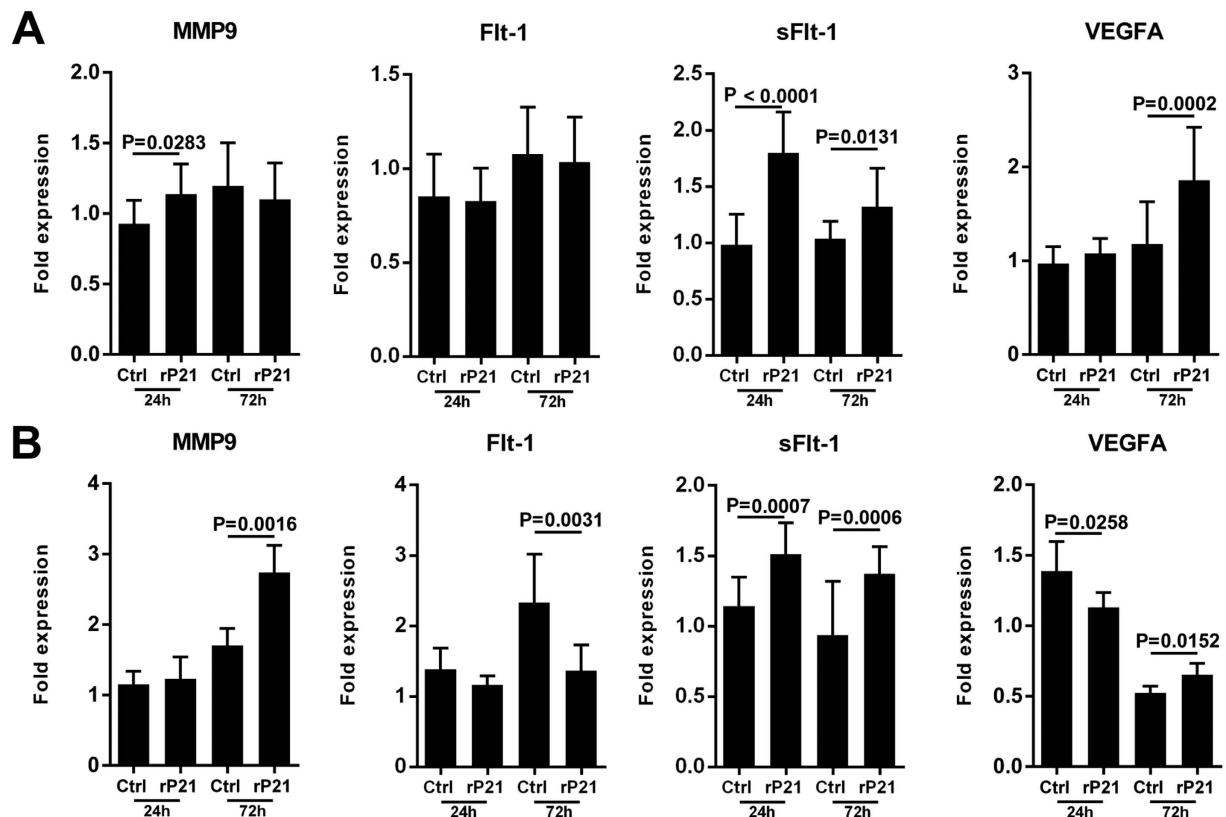 A
MMP9
Flt-1
sFlt-1
VEGFA
Fold expression
2.0
1.5
1.0
0.5
0.0
P=0.0283
Ctrl rP21 Ctrl rP21
24h 72h
Fold expression
1.5
1.0
0.5
0.0
Ctrl rP21 Ctrl rP21
24h 72h
Fold expression
2.5
2.0
1.5
1.0
0.5
0.0
P < 0.0001
P=0.0131
Ctrl rP21 Ctrl rP21
24h 72h
Fold expression
3
2
1
0
P=0.0002
Ctrl rP21 Ctrl rP21
24h 72h
B
MMP9
Flt-1
sFlt-1
VEGFA
Fold expression
4
3
2
1
0
P=0.0016
Ctrl rP21 Ctrl rP21
24h 72h
Fold expression
4
3
2
1
0
P=0.0031
Ctrl rP21 Ctrl rP21
24h 72h
Fold expression
2.0
1.5
1.0
0.5
0.0
P=0.0007
P=0.0006
Ctrl rP21 Ctrl rP21
24h 72h
Fold expression
2.0
1.5
1.0
0.5
0.0
P=0.0258
P=0.0152
Ctrl rP21 Ctrl rP21
24h 72h